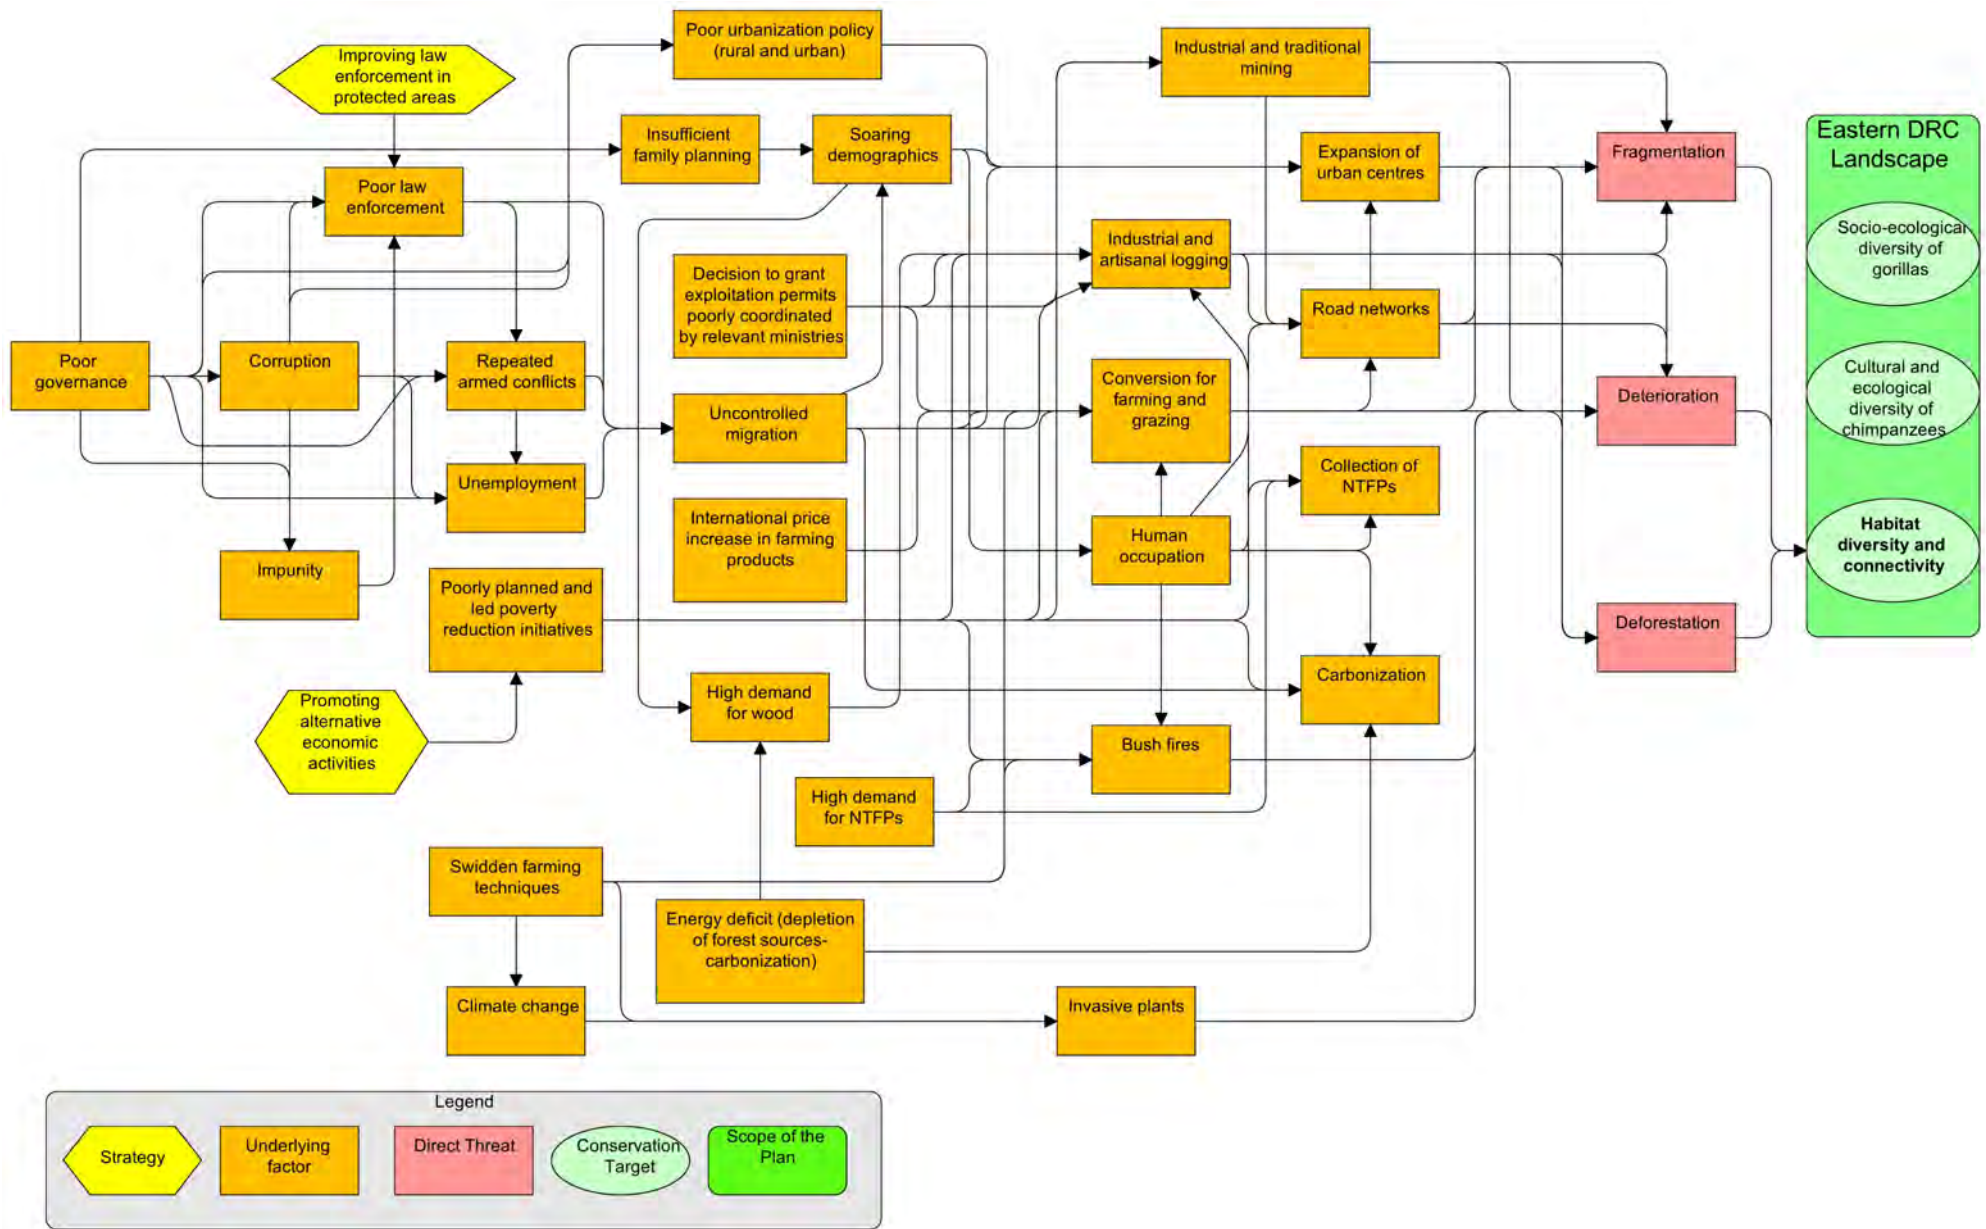 Poor urbanization policy
(rural and urban)
Industrial and traditional
mining
Improving law
enforcement in
protected areas
Insufficient
family planning
Soaring
demographics
Expansion of
urban centres
Fragmentation
Eastern DRC
Landscape
Poor law
enforcement
Socio-ecological
diversity of
gorillas
Industrial and
artisanal logging
Decision to grant
exploitation permits
poorly coordinated
by relevant ministries
Road networks
Poor
governance
Corruption
Repeated
armed conflicts
Conversion for
farming and
grazing
Cultural and
ecological
diversity of
chimpanzees
Deterioration
Uncontrolled
migration
Collection of
NTFPs
Unemployment
International price
increase in farming
products
Human
occupation
Habitat
diversity and
connectivity
Impunity
Poorly planned and
led poverty
reduction initiatives
Deforestation
Carbonization
High demand
for wood
Promoting
alternative
economic
activities
Bush fires
High demand
for NTFPs
Swidden farming
techniques
Energy deficit (depletion
of forest sources-
carbonization)
Climate change
Invasive plants
Legend
Strategy
Underlying
factor
Direct Threat
Conservation
Target
Scope of the
Plan